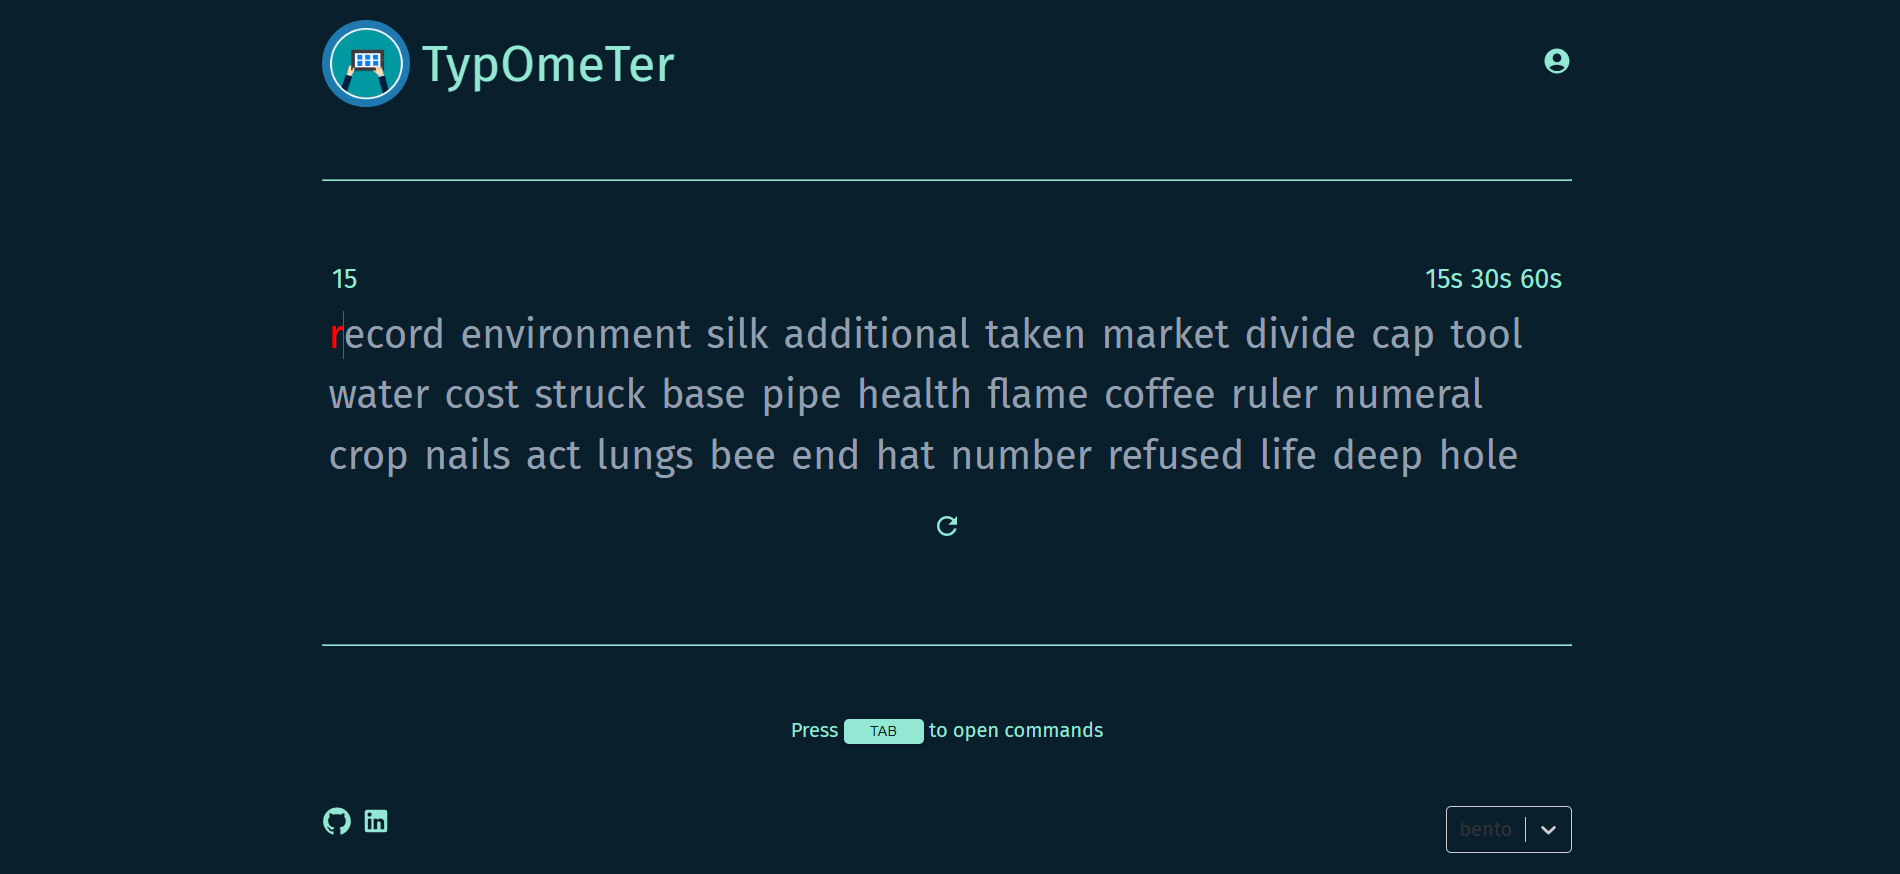 TypOmeTer
15
15s 30s 60s
record environment silk additional taken market divide cap tool
water cost struck base pipe health flame coffee ruler numeral
crop nails act lungs bee end hat number refused life deep hole
Press TAB to open commands
bento